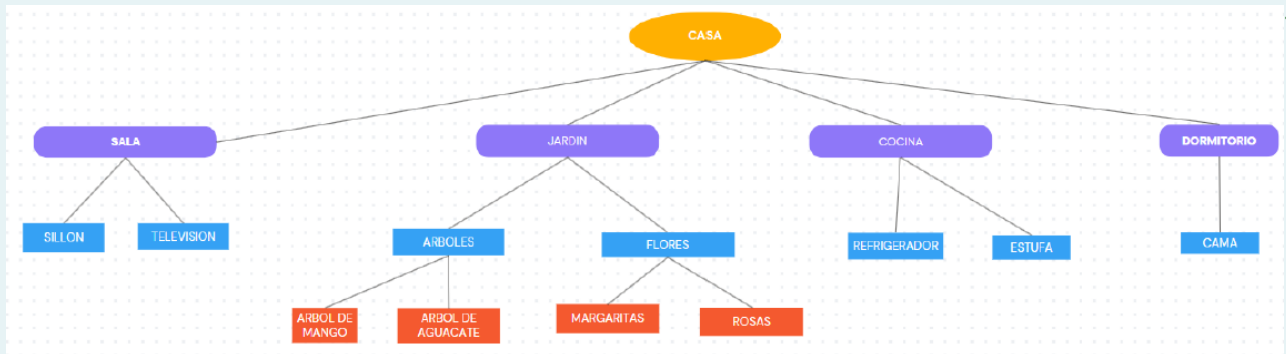 CASA
SALA
JARDIN
COCINA
DORMITORIO
SILLON
TELEVISION
ARBOLES
FLORES
REFRIGERADOR
ESTUFA
CAMA
ARBOL DE
MANGO
ARBOL DE
AGUACATE
MARGARITAS
ROSAS